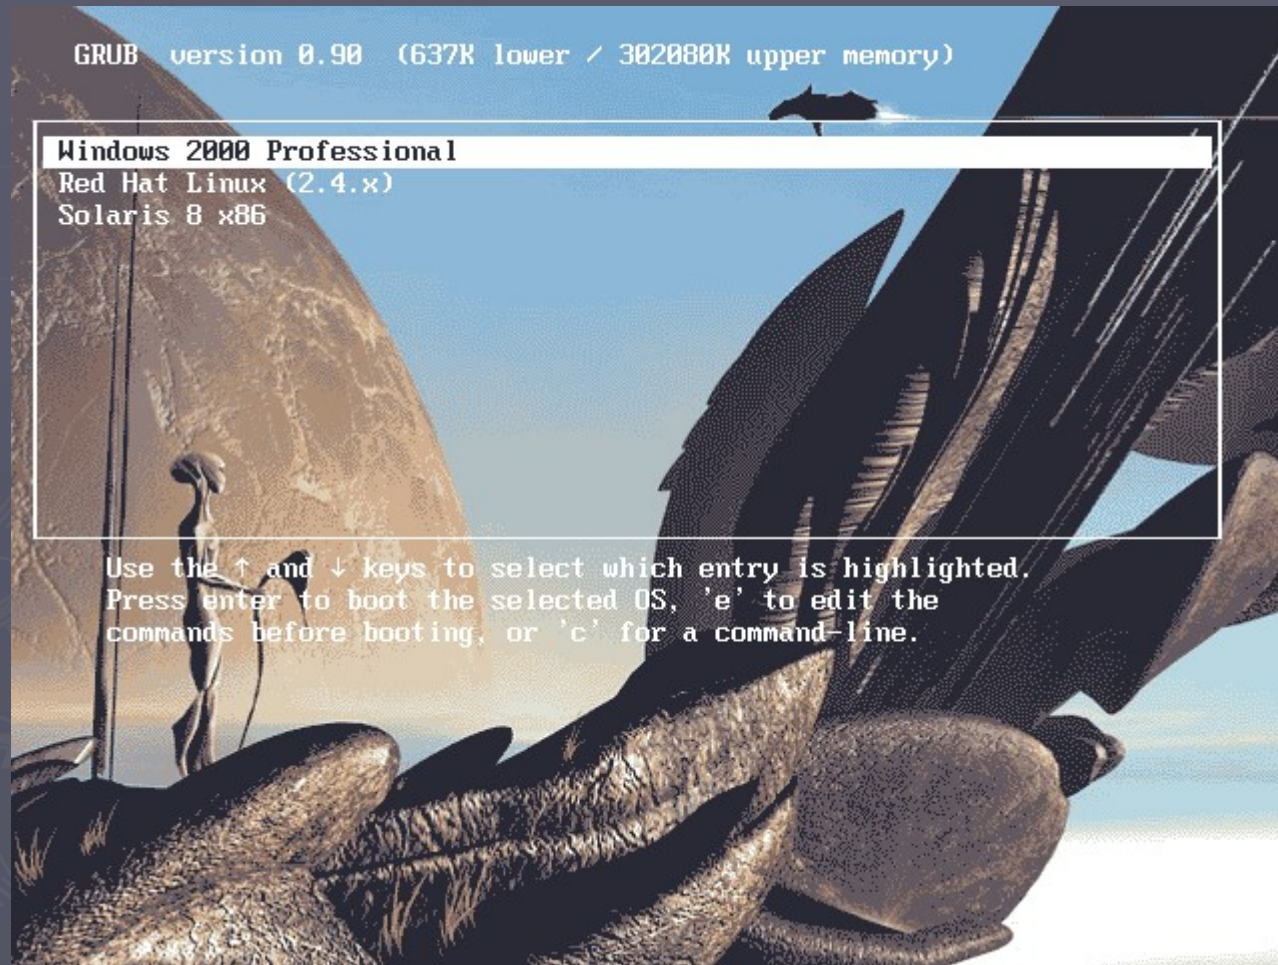 GRUB version 0.90 (637K lower / 302080K upper memory)
Windows 2000 Professional
Red Hat Linux (2.4.x)
Solaris 8 x86
Use the ↑ and ↓ keys to select which entry is highlighted.
Press enter to boot the selected OS, 'e' to edit the
commands before booting, or 'c' for a command-line.